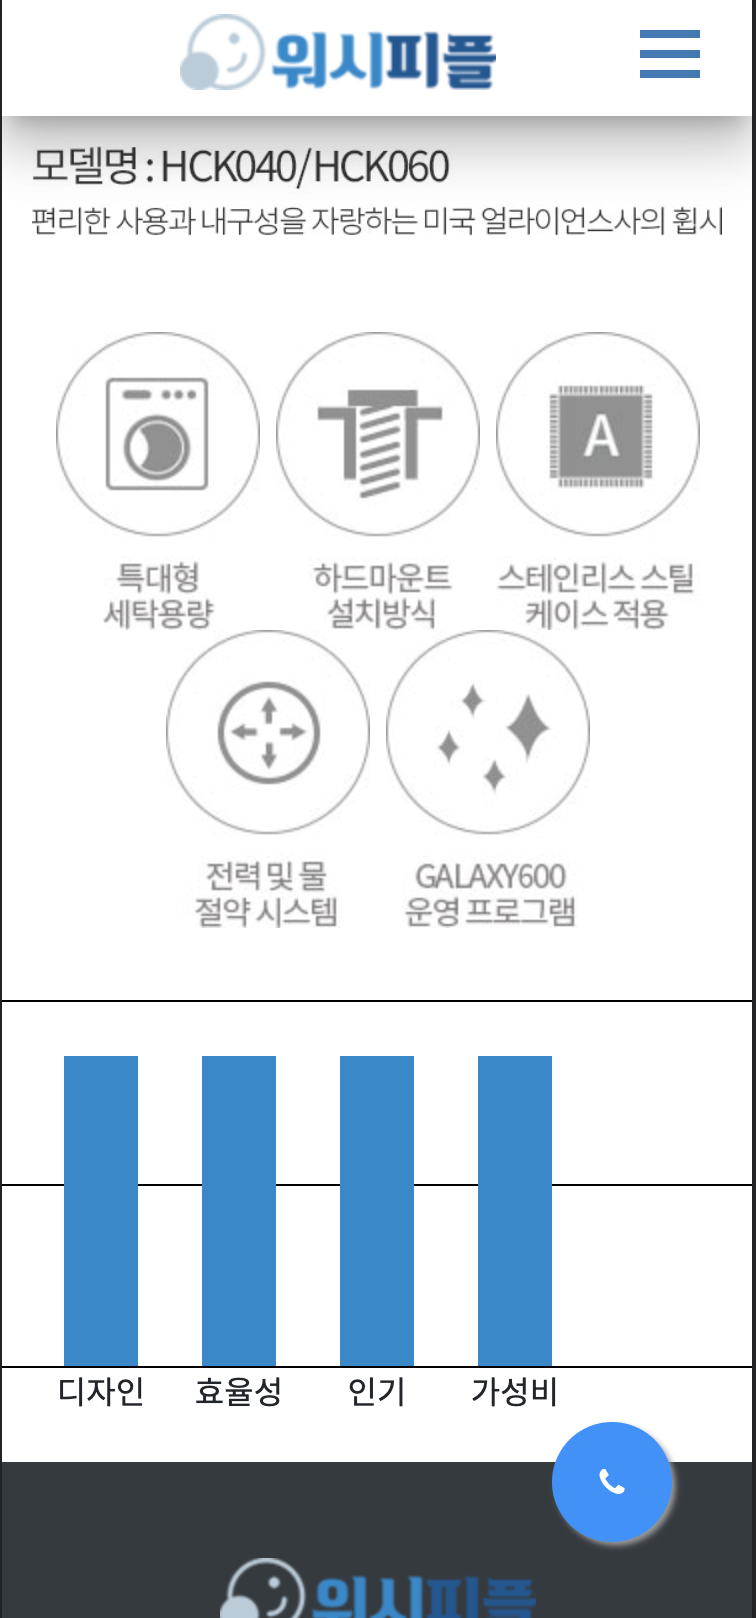 워시피플
모델명 : HCK040/HCK060
편리한 사용과 내구성을 자랑하는 미국 얼라이언스사의 휩시
특대형
세탁용량
하드마운트
설치방식
스테인리스 스틸
케이스 적용
A
전력 및 물
절약 시스템
GALAXY600
운영 프로그램
디자인
효율성
인기
가성비
워시피플